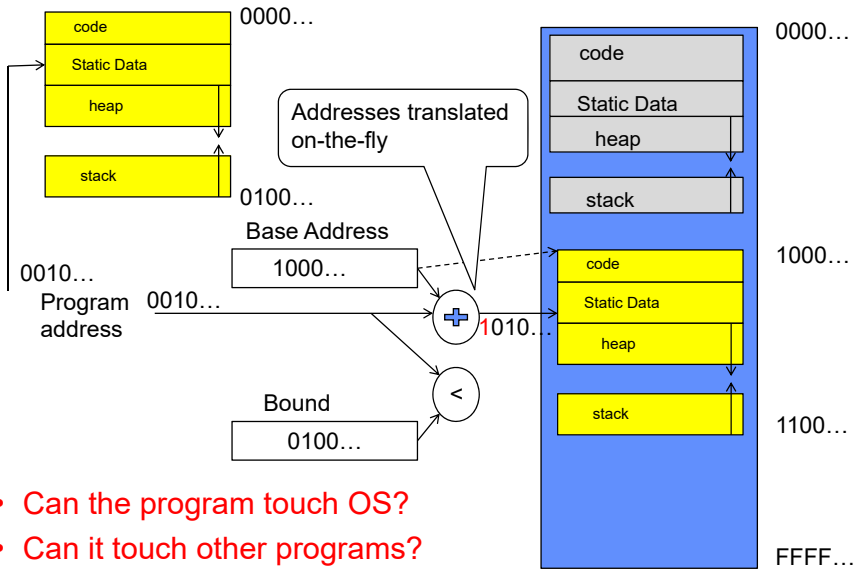 code
0000…
Static Data
heap
stack
0100…
Addresses translated
on-the-fly
0000…
code
Static Data
heap
stack
Base Address
1000…
0010…
Program
address
0010…
+
1010…
1000…
code
Static Data
heap
stack
1100…
<
Bound
0100…
• Can the program touch OS?
• Can it touch other programs?
FFFF…